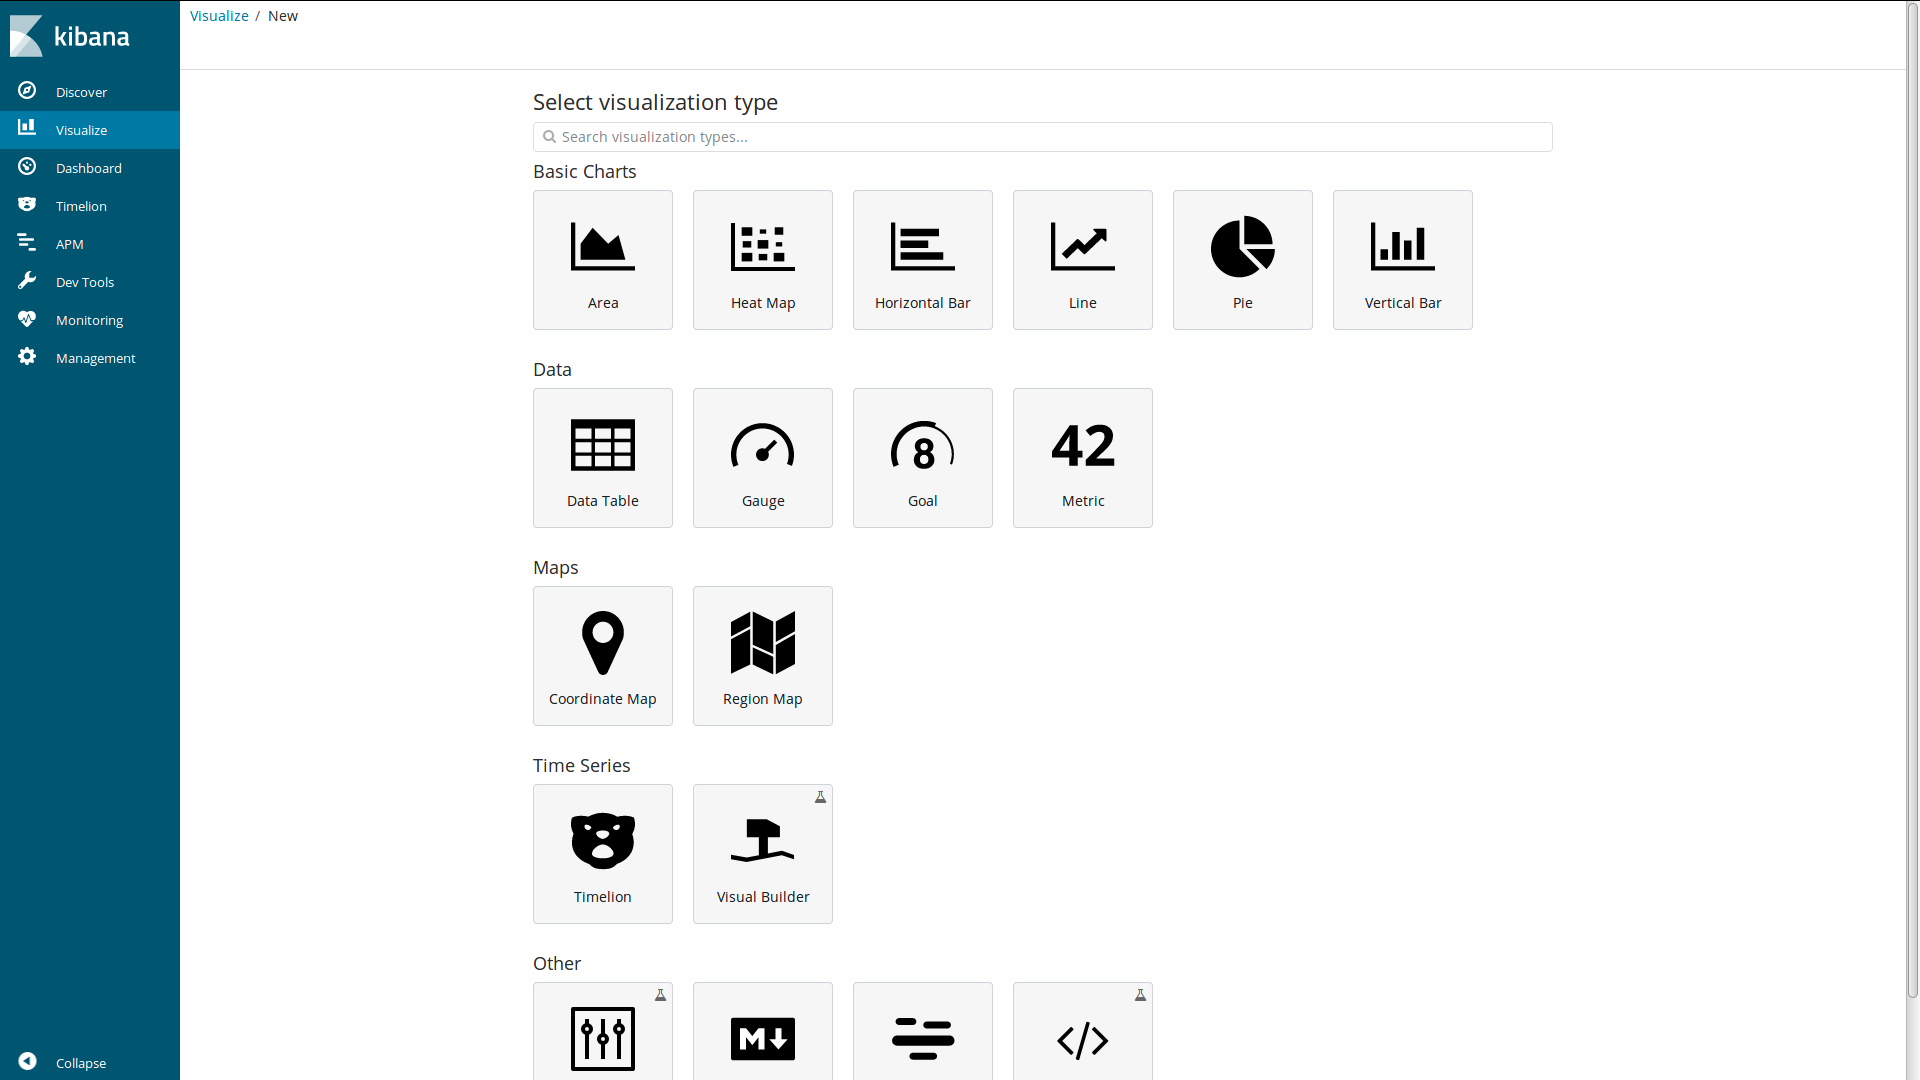 kibana
Discover
Visualize
Dashboard
Timelion
APM
Dev Tools
Monitoring
Management
Collapse
Visualize / New
Select visualization type
Search visualization types...
Basic Charts
Area
Heat Map
Horizontal Bar
Line
Pie
Vertical Bar
Data
8
42
Data Table
Gauge
Goal
Metric
Maps
Coordinate Map
Region Map
Time Series
Timelion
Visual Builder
Other
M
</>